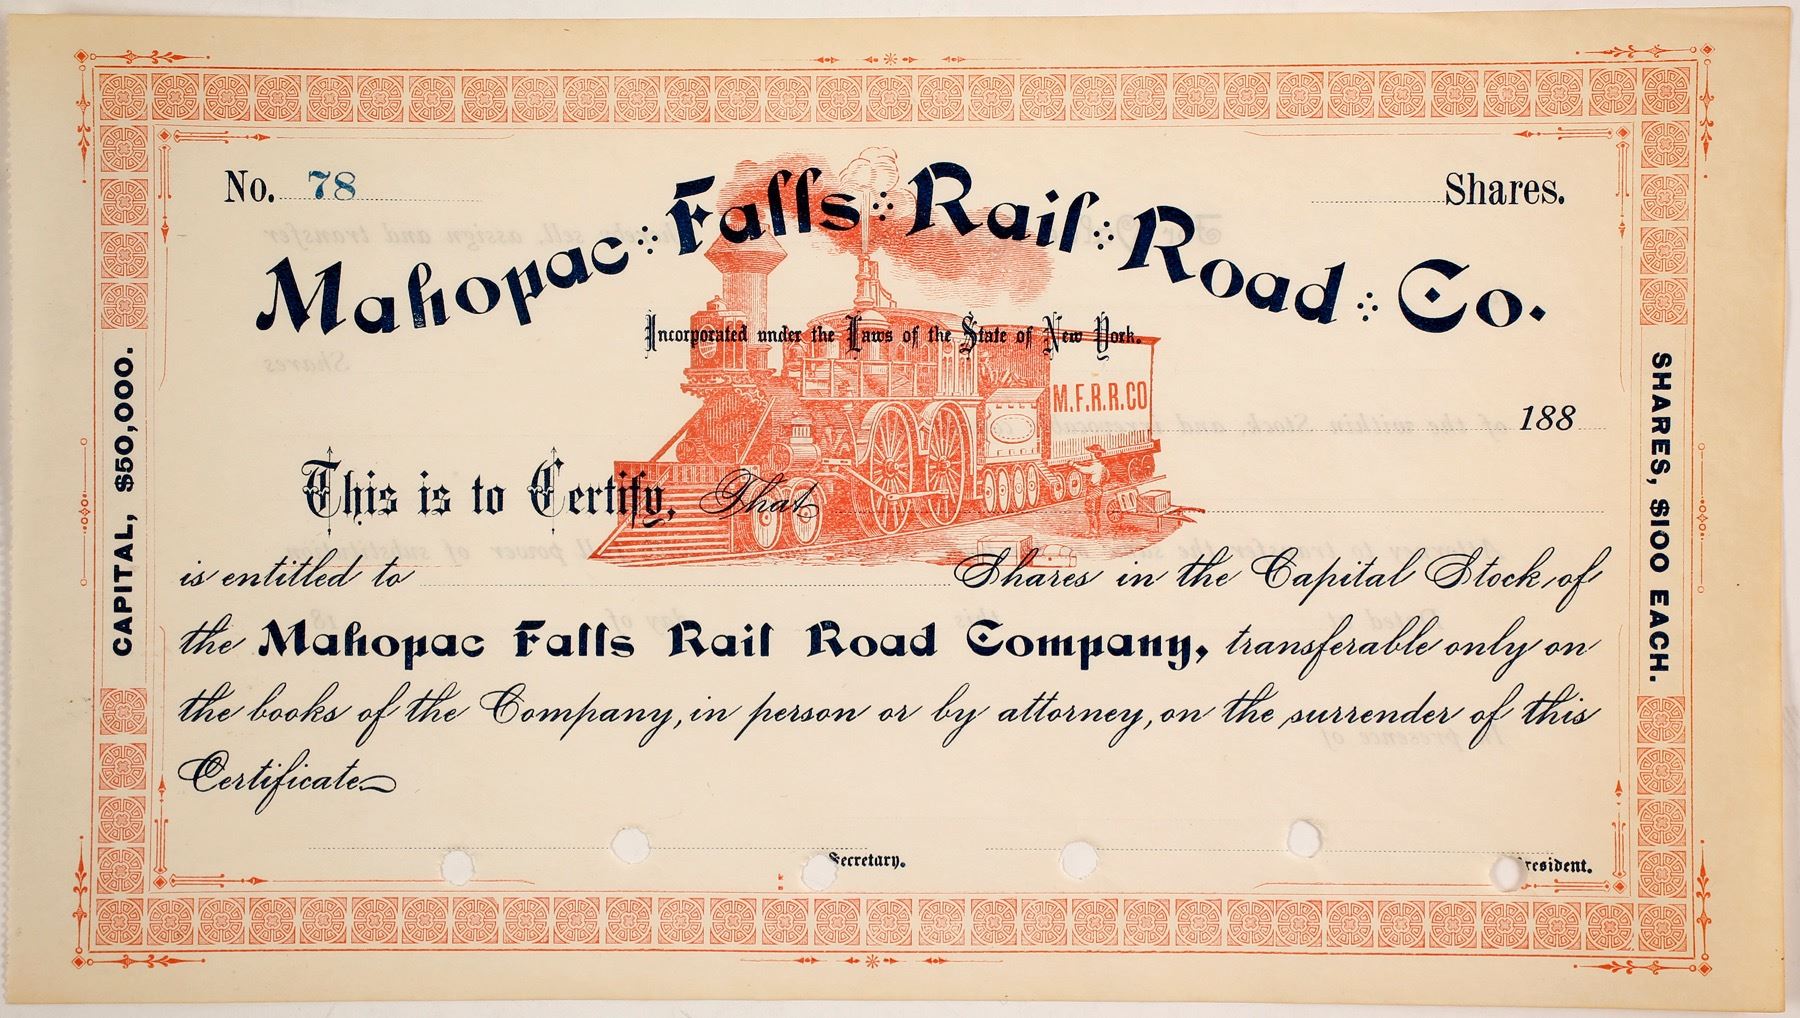 No. 78
Shares.
Mahopac Falls Rail Road Co.
Incorporated under the Laws of the State of New York.
M.F.R.R.CO
188
This is to Certify, That
is entitled to Shares in the Capital Stock of
the Mahopac Falls Rail Road Company, transferable only on
the books of the Company, in person or by attorney, on the surrender of this
Certificate
Secretary.
President.
CAPITAL, $50,000.
SHARES, $100 EACH.